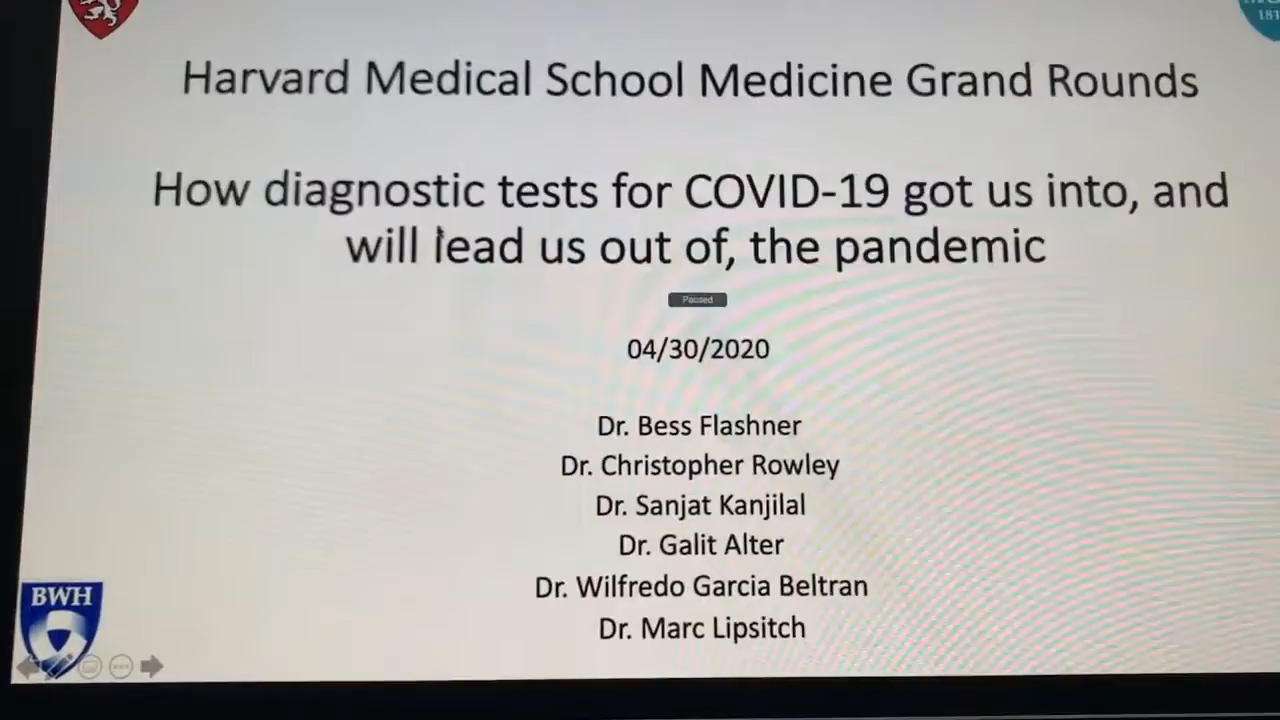 Harvard Medical School Medicine Grand Rounds
How diagnostic tests for COVID-19 got us into, and
will lead us out of, the pandemic
Paused
04/30/2020
Dr. Bess Flashner
Dr. Christopher Rowley
Dr. Sanjat Kanjilal
Dr. Galit Alter
Dr. Wilfredo Garcia Beltran
Dr. Marc Lipsitch
BWH